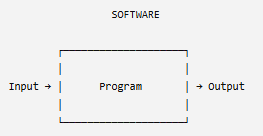 SOFTWARE
Input → Program → Output